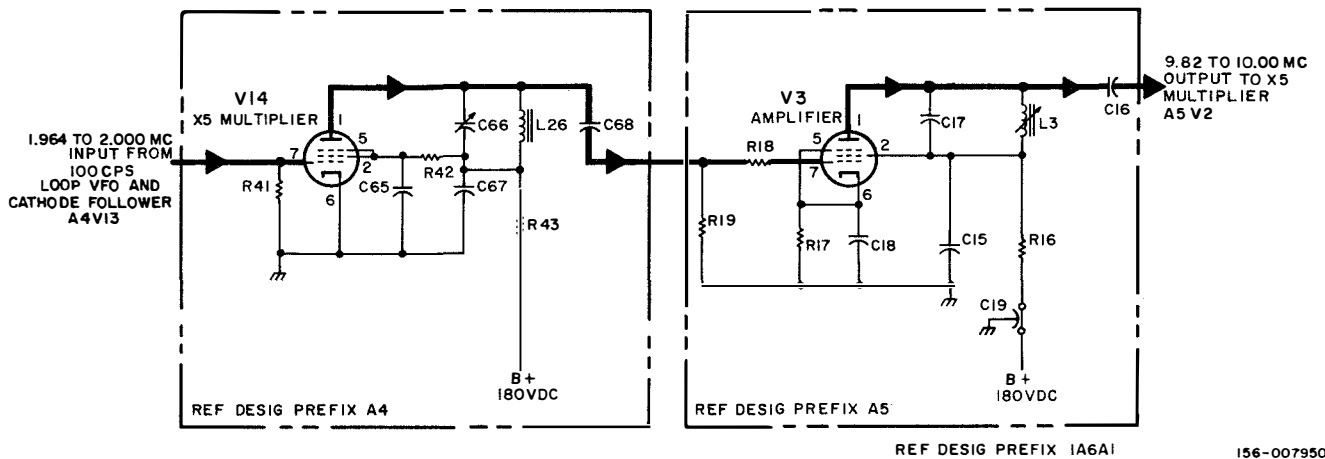 1.964 TO 2.000 MC
INPUT FROM
100 CPS
LOOP VFO AND
CATHODE FOLLOWER
A4V13
V14
X5 MULTIPLIER
1
5
2
7
6
R41
C65
R42
C66
C67
L26
R43
C68
B+
180VDC
REF DESIG PREFIX A4
V3
AMPLIFIER
1
5
7
2
6
R18
R19
R17
C18
C17
L3
C15
R16
C19
C16
B+
180VDC
REF DESIG PREFIX A5
9.82 TO 10.00 MC
OUTPUT TO X5
MULTIPLIER
A5 V2
REF DESIG PREFIX 1A6A1
156-007950